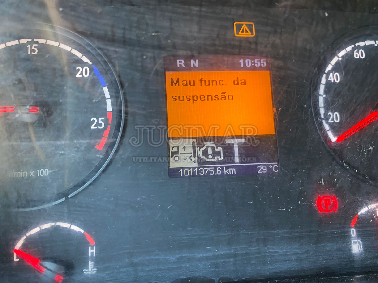 15
20
25
min x 100
R N 10:55
Mau func. da
suspensão
JUCIMAR
T
1011375.6 km 29 °C
60
40
20
H